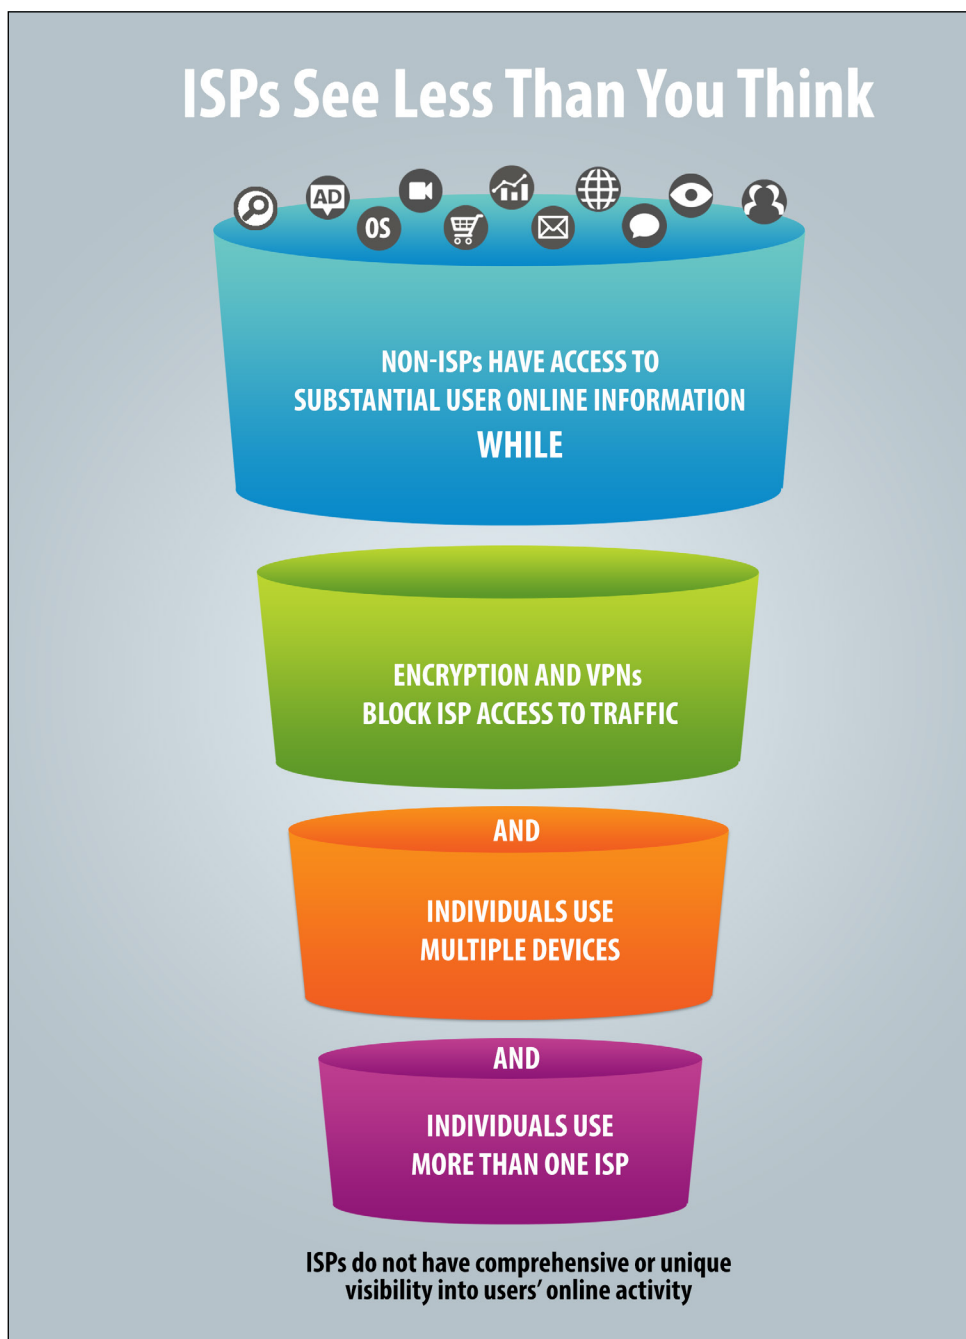 ISPs See Less Than You Think
AD
OS
NON-ISPs HAVE ACCESS TO
SUBSTANTIAL USER ONLINE INFORMATION
WHILE
ENCRYPTION AND VPNs
BLOCK ISP ACCESS TO TRAFFIC
AND
INDIVIDUALS USE
MULTIPLE DEVICES
AND
INDIVIDUALS USE
MORE THAN ONE ISP
ISPs do not have comprehensive or unique
visibility into users’ online activity